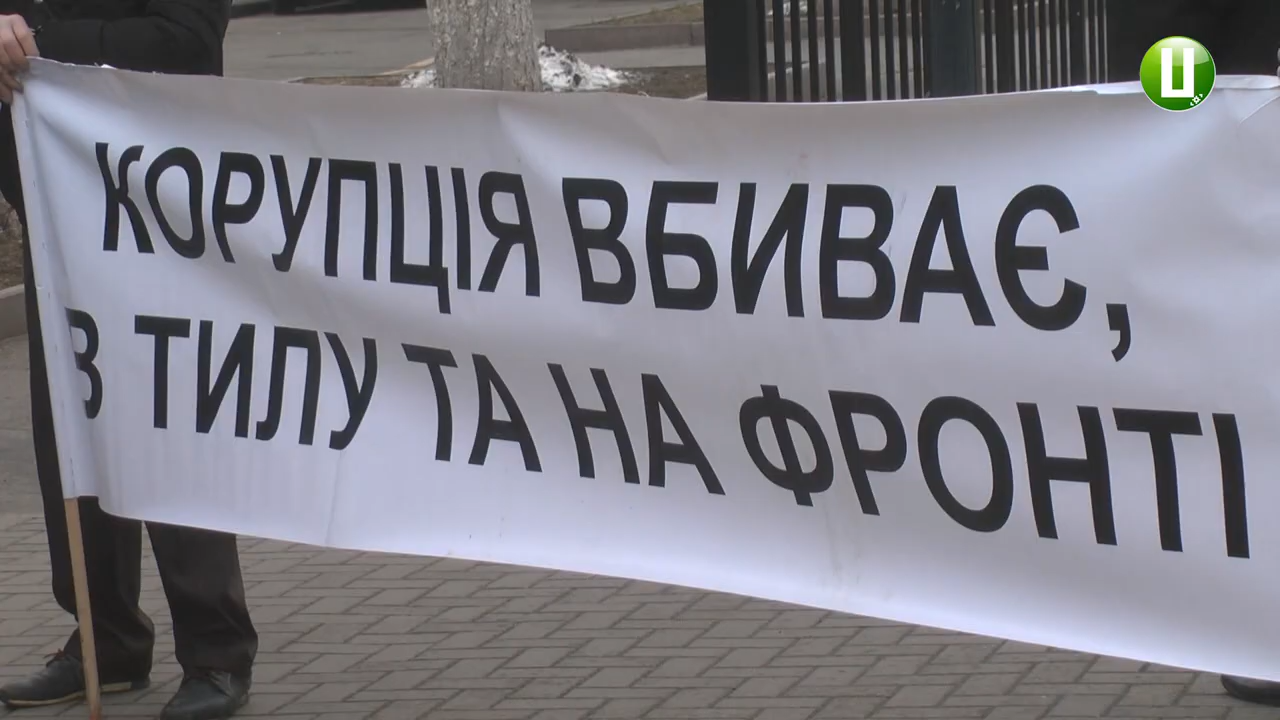 КОРУПЦІЯ ВБИВАЄ,
В ТИЛУ ТА НА ФРОНТІ
Ц